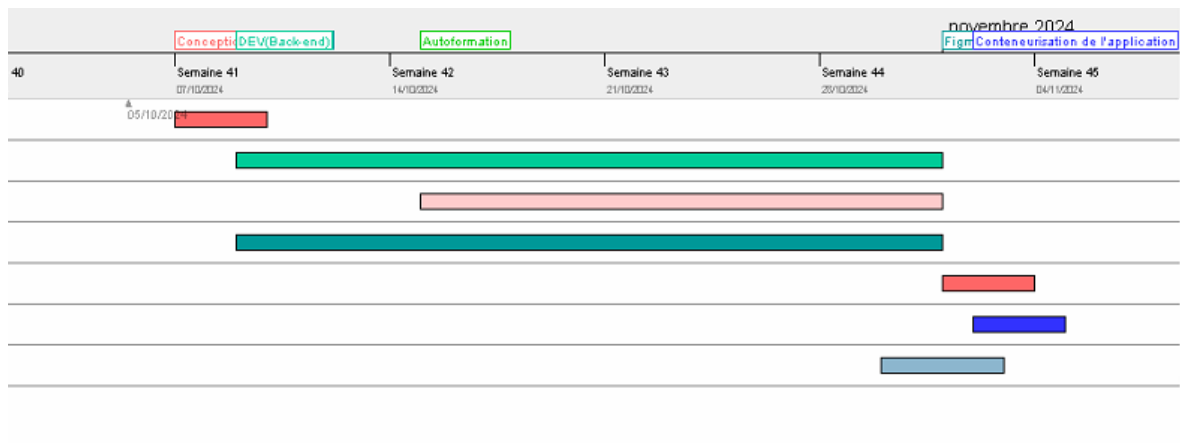 novembre 2024
Concepti DEV(Back-end) Autoformation Figm Conteneurisation de l'application
40 Semaine 41 Semaine 42 Semaine 43 Semaine 44 Semaine 45
07/10/2024 14/10/2024 21/10/2024 28/10/2024 04/11/2024
05/10/2024